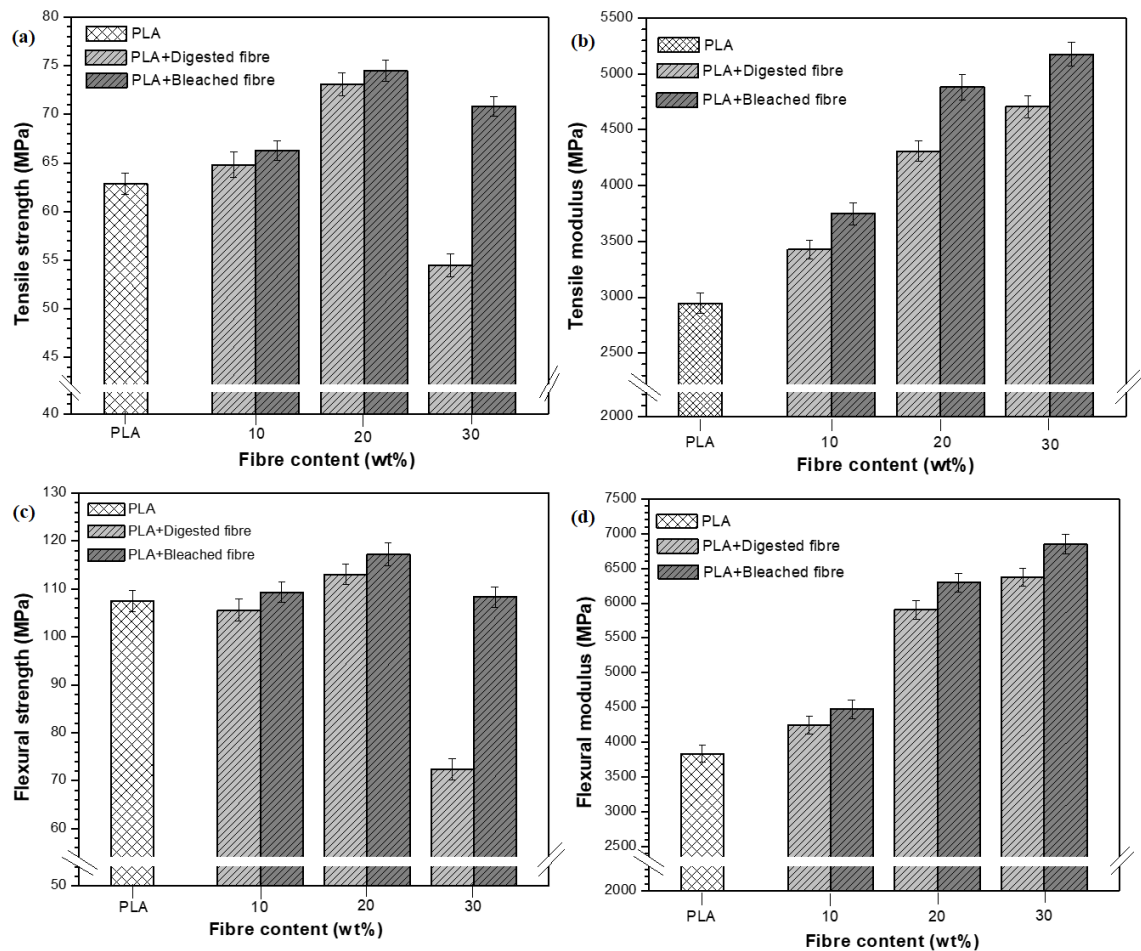 (a)
PLA
PLA+Digested fibre
PLA+Bleached fibre
Tensile strength (MPa)
80
75
70
65
60
55
50
45
40
PLA
10
20
30
Fibre content (wt%)
(b)
PLA
PLA+Digested fibre
PLA+Bleached fibre
Tensile modulus (MPa)
5500
5000
4500
4000
3500
3000
2500
2000
PLA
10
20
30
Fibre content (wt%)
(c)
PLA
PLA+Digested fibre
PLA+Bleached fibre
Flexural strength (MPa)
130
120
110
100
90
80
70
60
50
PLA
10
20
30
Fibre content (wt%)
(d)
PLA
PLA+Digested fibre
PLA+Bleached fibre
Flexural modulus (MPa)
7500
7000
6500
6000
5500
5000
4500
4000
3500
3000
2500
2000
PLA
10
20
30
Fibre content (wt%)